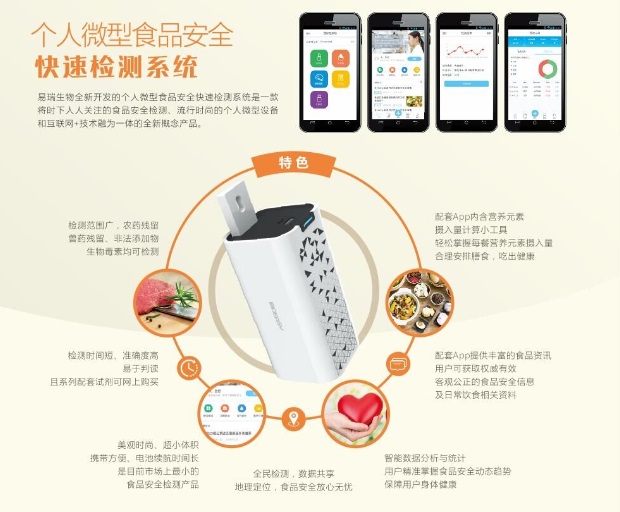 个人微型食品安全
快速检测系统
易瑞生物全新开发的个人微型食品安全快速检测系统是一款
将时下人人关注的食品安全检测、流行时尚的个人微型设备
和互联网+技术融为一体的全新概念产品。
特色
检测范围广，农药残留
兽药残留、非法添加物
生物毒素均可检测
配套App内含营养元素
摄入量计算小工具
轻松掌握每餐营养元素摄入量
合理安排膳食，吃出健康
检测时间短、准确度高
易于判读
且系列配套试剂可网上购买
配套App提供丰富的食品资讯
用户可获取权威有效
客观公正的食品安全信息
及日常饮食相关资料
美观时尚、超小体积
携带方便、电池续航时间长
是目前市场上最小的
食品安全检测产品
全民检测，数据共享
地理定位，食品安全放心无忧
智能数据分析与统计
用户精准掌握食品安全动态趋势
保障用户身体健康